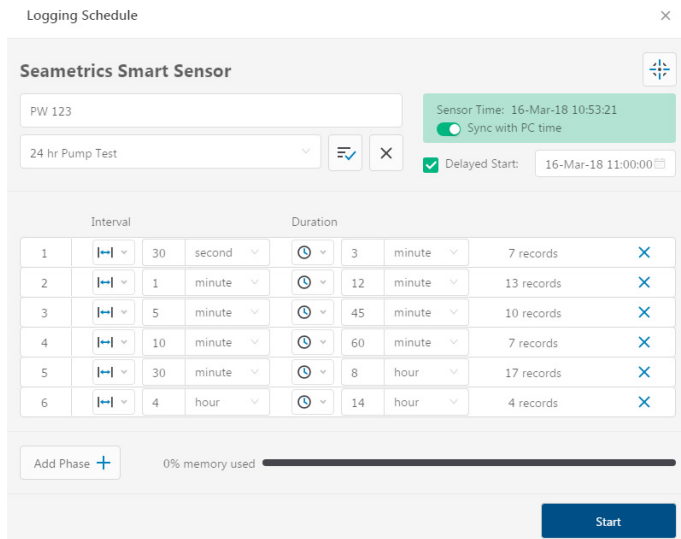 Logging Schedule
Seametrics Smart Sensor
PW 123
Sensor Time: 16-Mar-18 10:53:21
Sync with PC time
24 hr Pump Test
Delayed Start: 16-Mar-18 11:00:00
Interval Duration
1 30 second 3 minute 7 records
2 1 minute 12 minute 13 records
3 5 minute 45 minute 10 records
4 10 minute 60 minute 7 records
5 30 minute 8 hour 17 records
6 4 hour 14 hour 4 records
Add Phase 0% memory used
Start